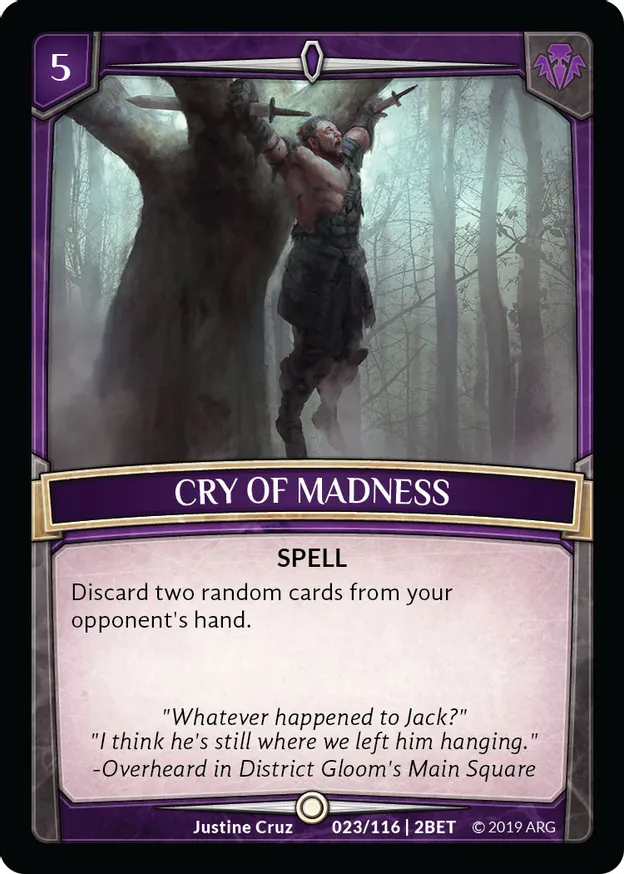 5
CRY OF MADNESS
SPELL
Discard two random cards from your
opponent's hand.
"Whatever happened to Jack?"
"I think he's still where we left him hanging."
-Overheard in District Gloom's Main Square
Justine Cruz 023/116 | 2BET © 2019 ARG